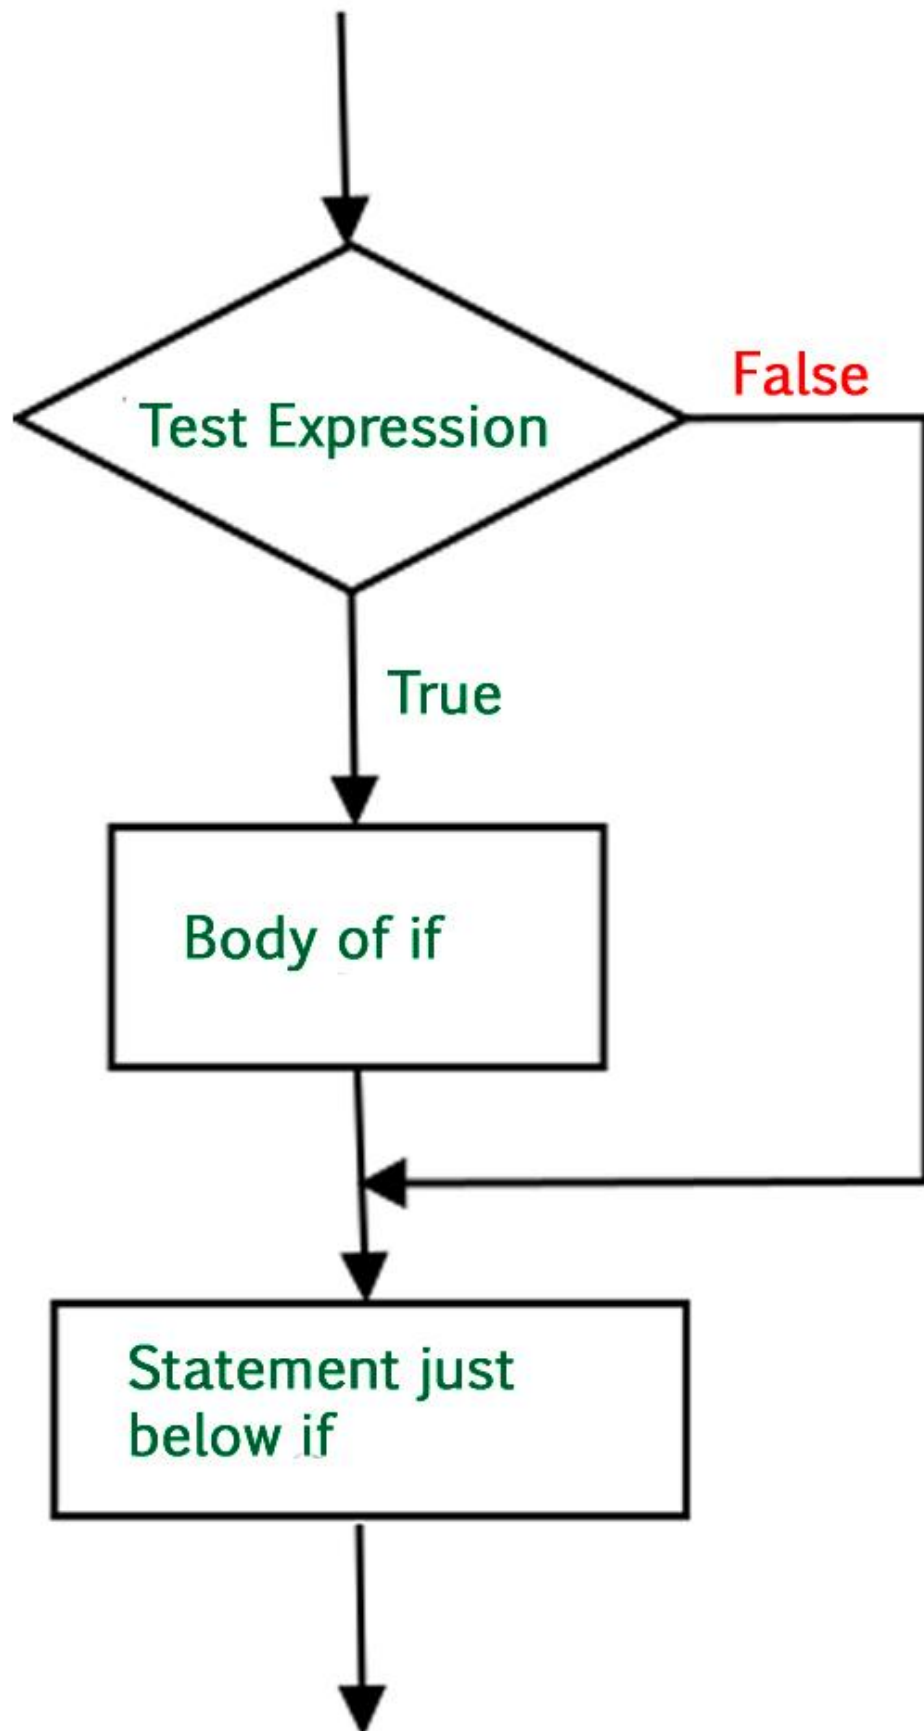 False
Test Expression
True
Body of if
Statement just
below if